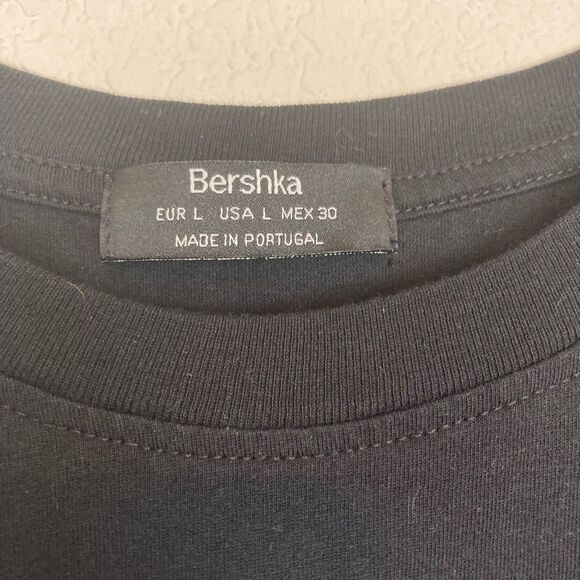 Bershka
EUR L USA L MEX 30
MADE IN PORTUGAL